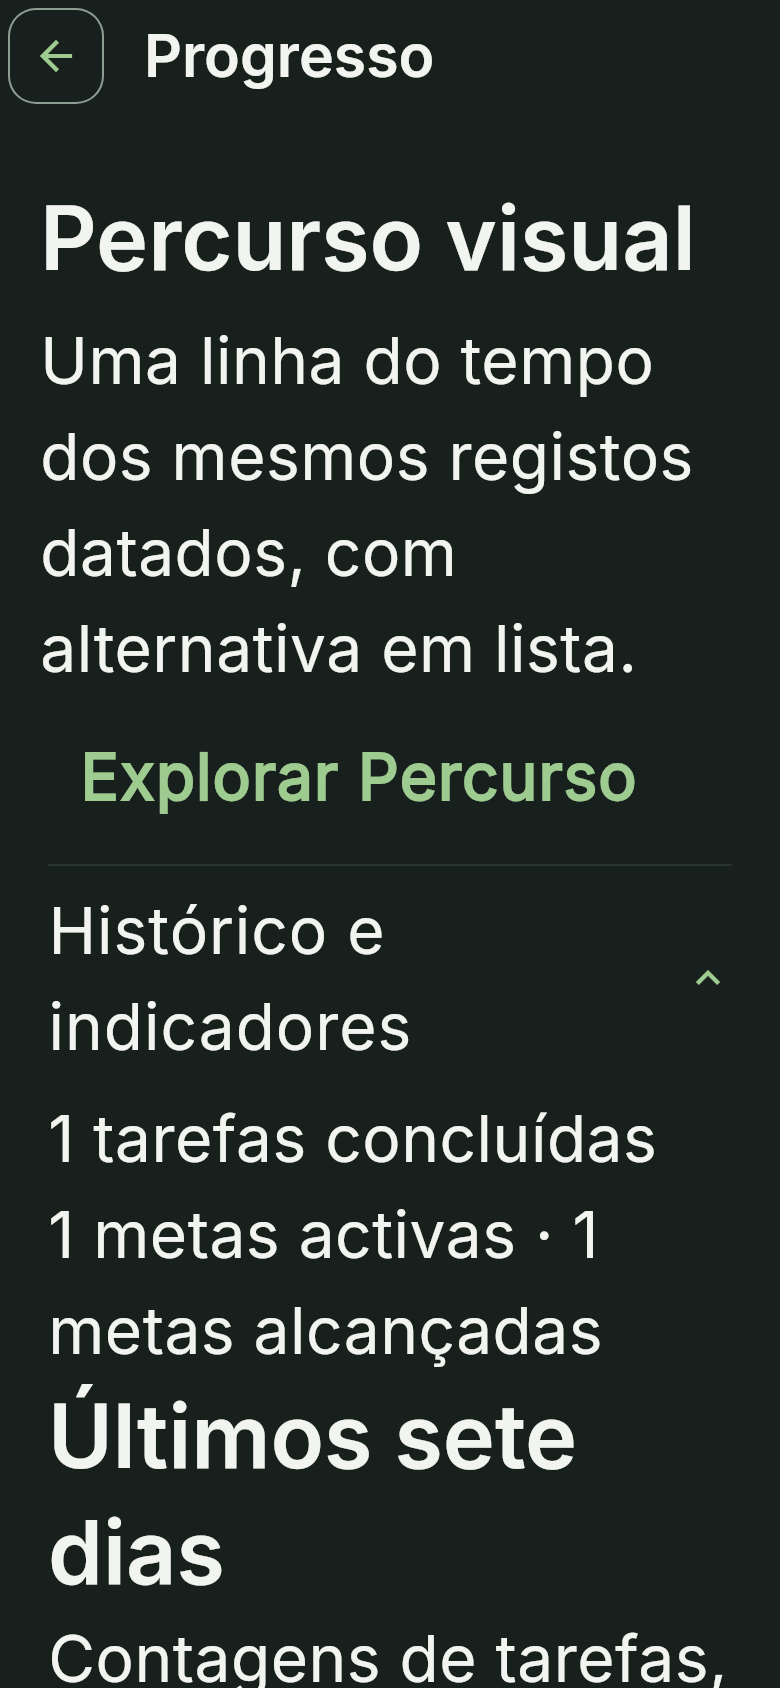 Progresso
Percurso visual
Uma linha do tempo
dos mesmos registos
datados, com
alternativa em lista.
Explorar Percurso
Histórico e
indicadores
1 tarefas concluídas
1 metas activas · 1
metas alcançadas
Últimos sete
dias
Contagens de tarefas,